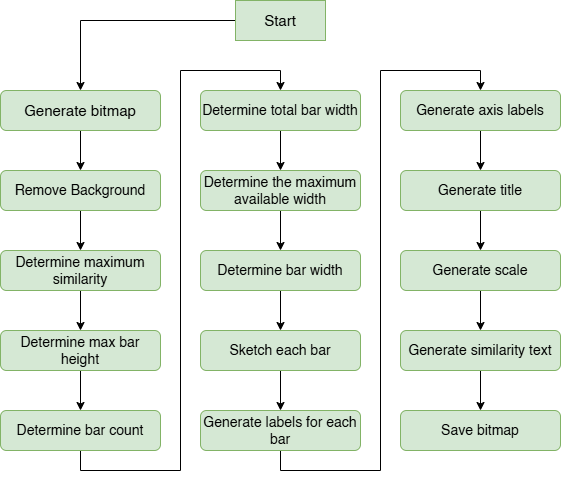 Start
Generate bitmap
Remove Background
Determine maximum
similarity
Determine max bar
height
Determine bar count
Determine total bar width
Determine the maximum
available width
Determine bar width
Sketch each bar
Generate labels for each
bar
Generate axis labels
Generate title
Generate scale
Generate similarity text
Save bitmap